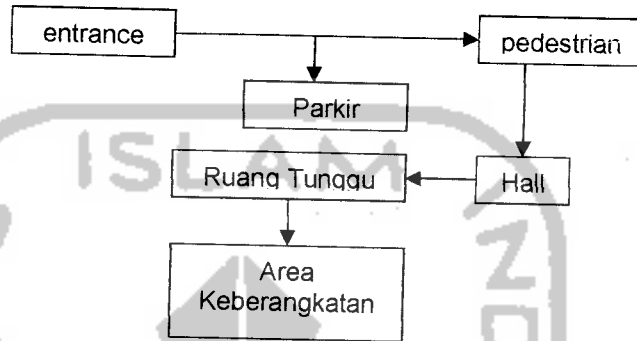 entrance
pedestrian
Parkir
ISLAM
Ruang Tunggu
Hall
Area
Keberangkatan